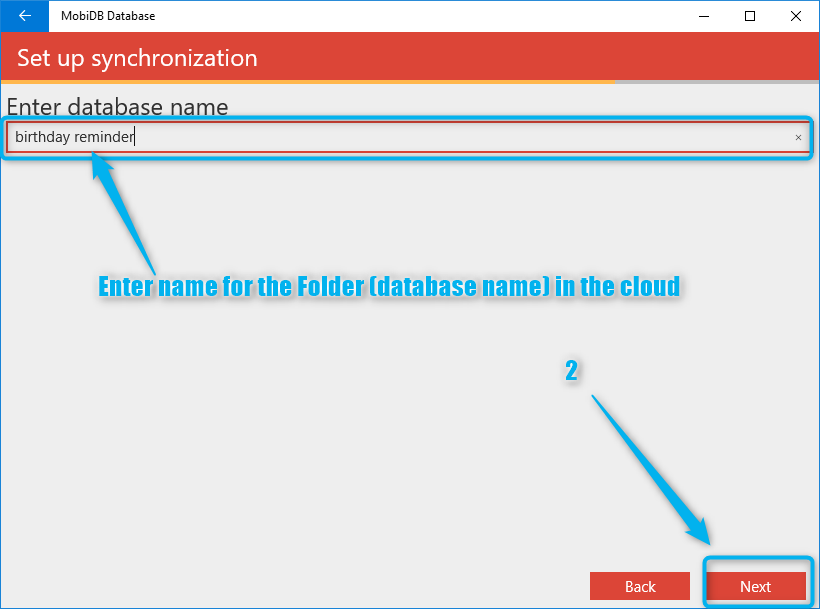 MobiDB Database
Set up synchronization
Enter database name
birthday reminder
Enter name for the Folder (database name) in the cloud
2
Back
Next